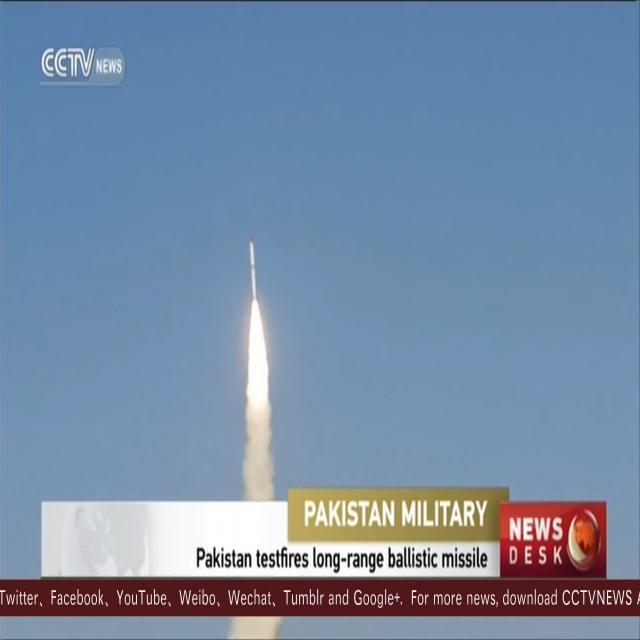 CCTV NEWS
PAKISTAN MILITARY
Pakistan testfires long-range ballistic missile
NEWS
DESK
Twitter、Facebook、YouTube、Weibo、Wechat、Tumblr and Google+. For more news, download CCTVNEWS A